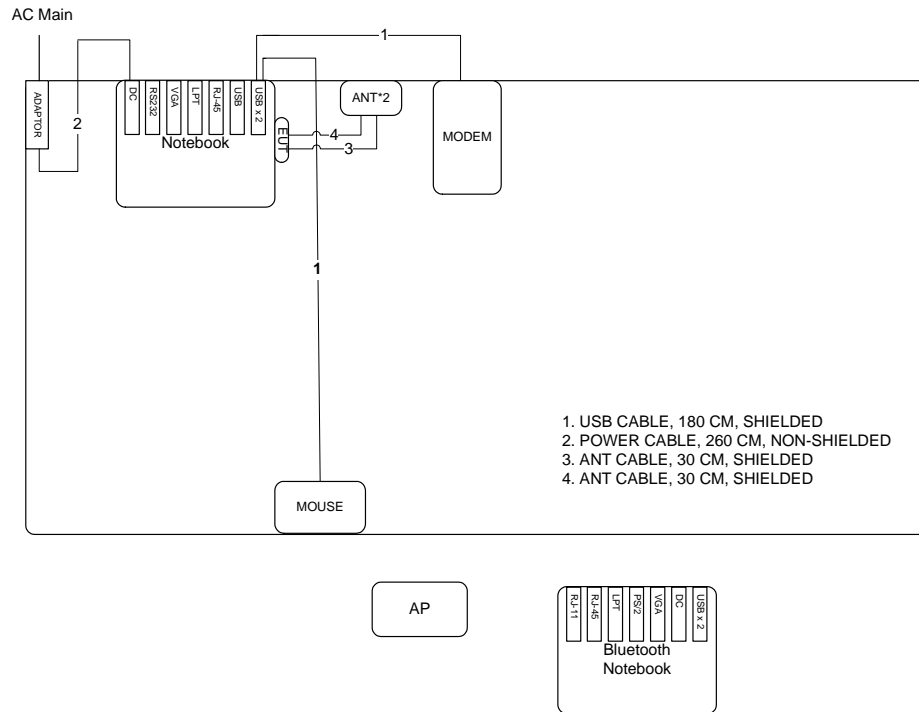 AC Main
1
ADAPTOR
2
DC
RS232
VGA
LPT
RJ-45
USB
USB x 2
Notebook
EUT
ANT*2
4
3
MODEM
1
1. USB CABLE, 180 CM, SHIELDED
2. POWER CABLE, 260 CM, NON-SHIELDED
3. ANT CABLE, 30 CM, SHIELDED
4. ANT CABLE, 30 CM, SHIELDED
MOUSE
AP
RJ-11
RJ-45
LPT
PS/2
VGA
DC
USB x 2
Bluetooth
Notebook